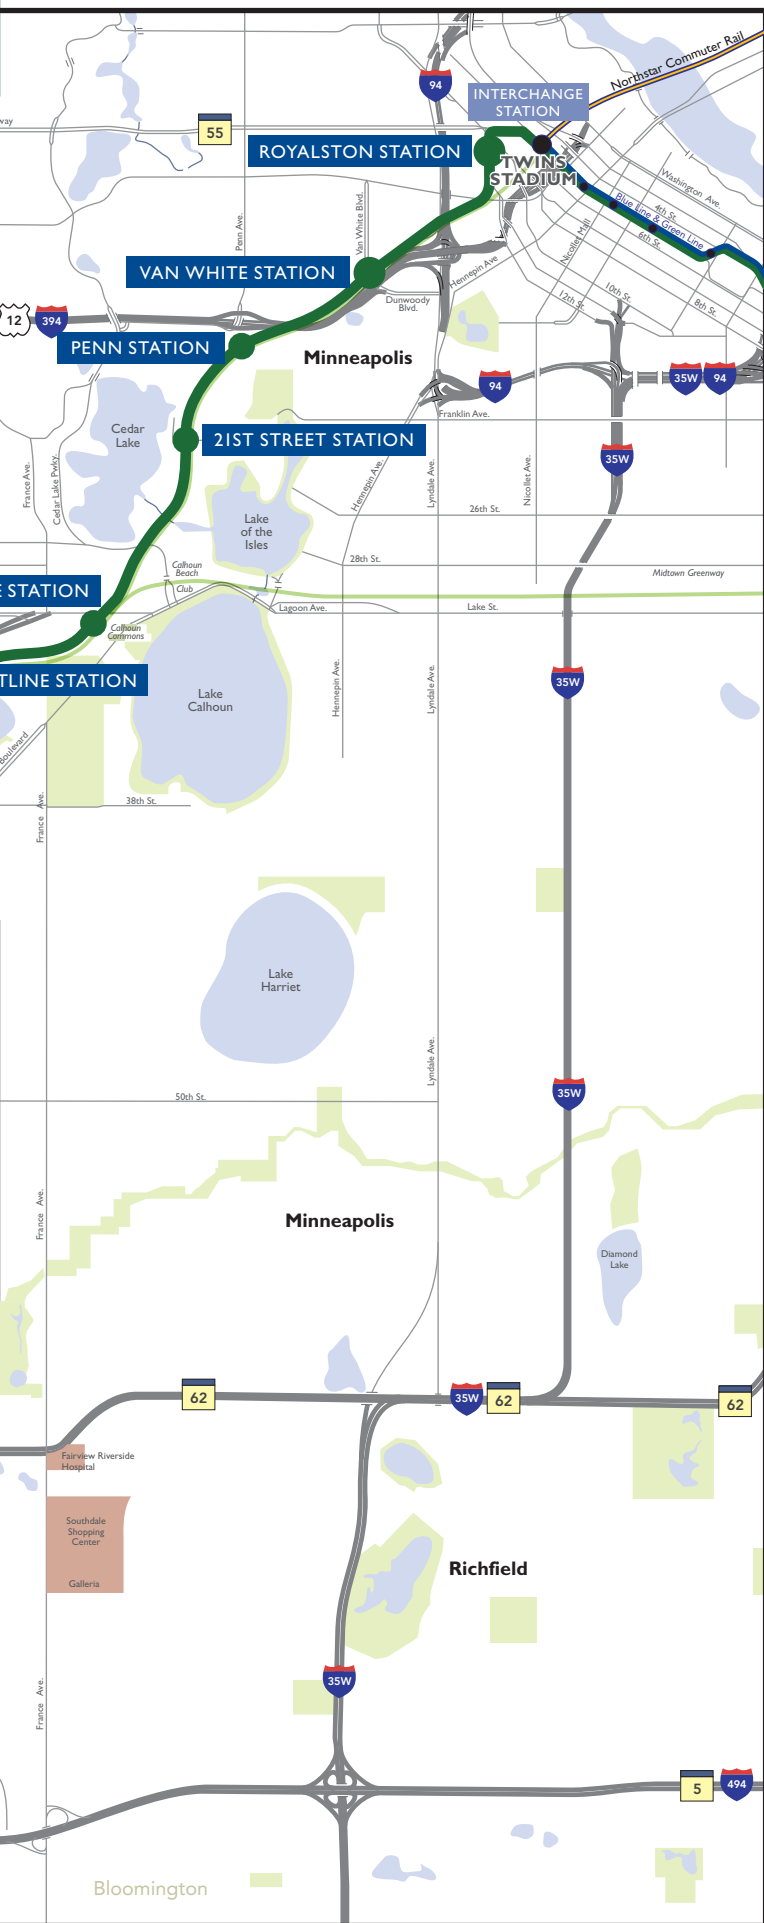 94
Northstar Commuter Rail
INTERCHANGE
STATION
way
55
ROYALSTON STATION
TWINS
STADIUM
Washington Ave.
4th St.
Blue Line & Green Line
6th St.
Penn Ave.
Van White Blvd.
Nicollet Mall
VAN WHITE STATION
Hennepin Ave
Dunwoody
Blvd.
12th St.
10th St.
8th St.
12
394
PENN STATION
Minneapolis
94
35W
94
Cedar
Lake
Franklin Ave.
21ST STREET STATION
35W
France Ave.
Cedar Lake Pkwy.
Hennepin Ave.
Lyndale Ave.
Nicollet Ave.
26th St.
Lake
of the
Isles
28th St.
Calhoun
Beach
Club
Midtown Greenway
E STATION
Lagoon Ave.
Lake St.
Calhoun
Commons
TLINE STATION
35W
Lake
Calhoun
Hennepin Ave.
Lyndale Ave.
Boulevard
38th St.
France Ave.
Lake
Harriet
Lyndale Ave.
50th St.
35W
France Ave.
Minneapolis
Diamond
Lake
62
35W
62
62
Fairview Riverside
Hospital
Southdale
Shopping
Center
Galleria
Richfield
France Ave.
35W
5
494
Bloomington